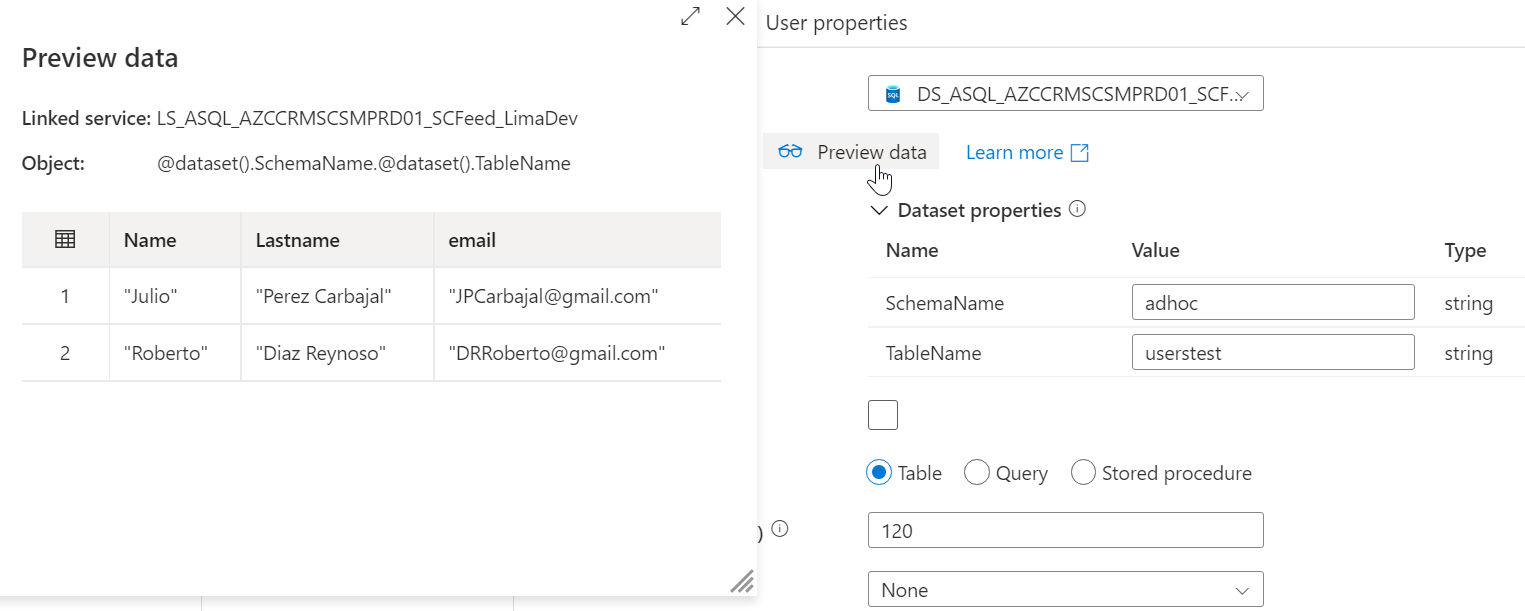 Preview data
Linked service: LS_ASQL_AZCCRMSCSMPRD01_SCFeed_LimaDev
Object: @dataset().SchemaName.@dataset().TableName
Name Lastname email
1 "Julio" "Perez Carbajal" "JPCarbajal@gmail.com"
2 "Roberto" "Diaz Reynoso" "DRRoberto@gmail.com"
User properties
SQL DS_ASQL_AZCCRMSCSMPRD01_SCF...
Preview data Learn more
Dataset properties
Name Value Type
SchemaName adhoc string
TableName userstest string
Table Query Stored procedure
) 120
None